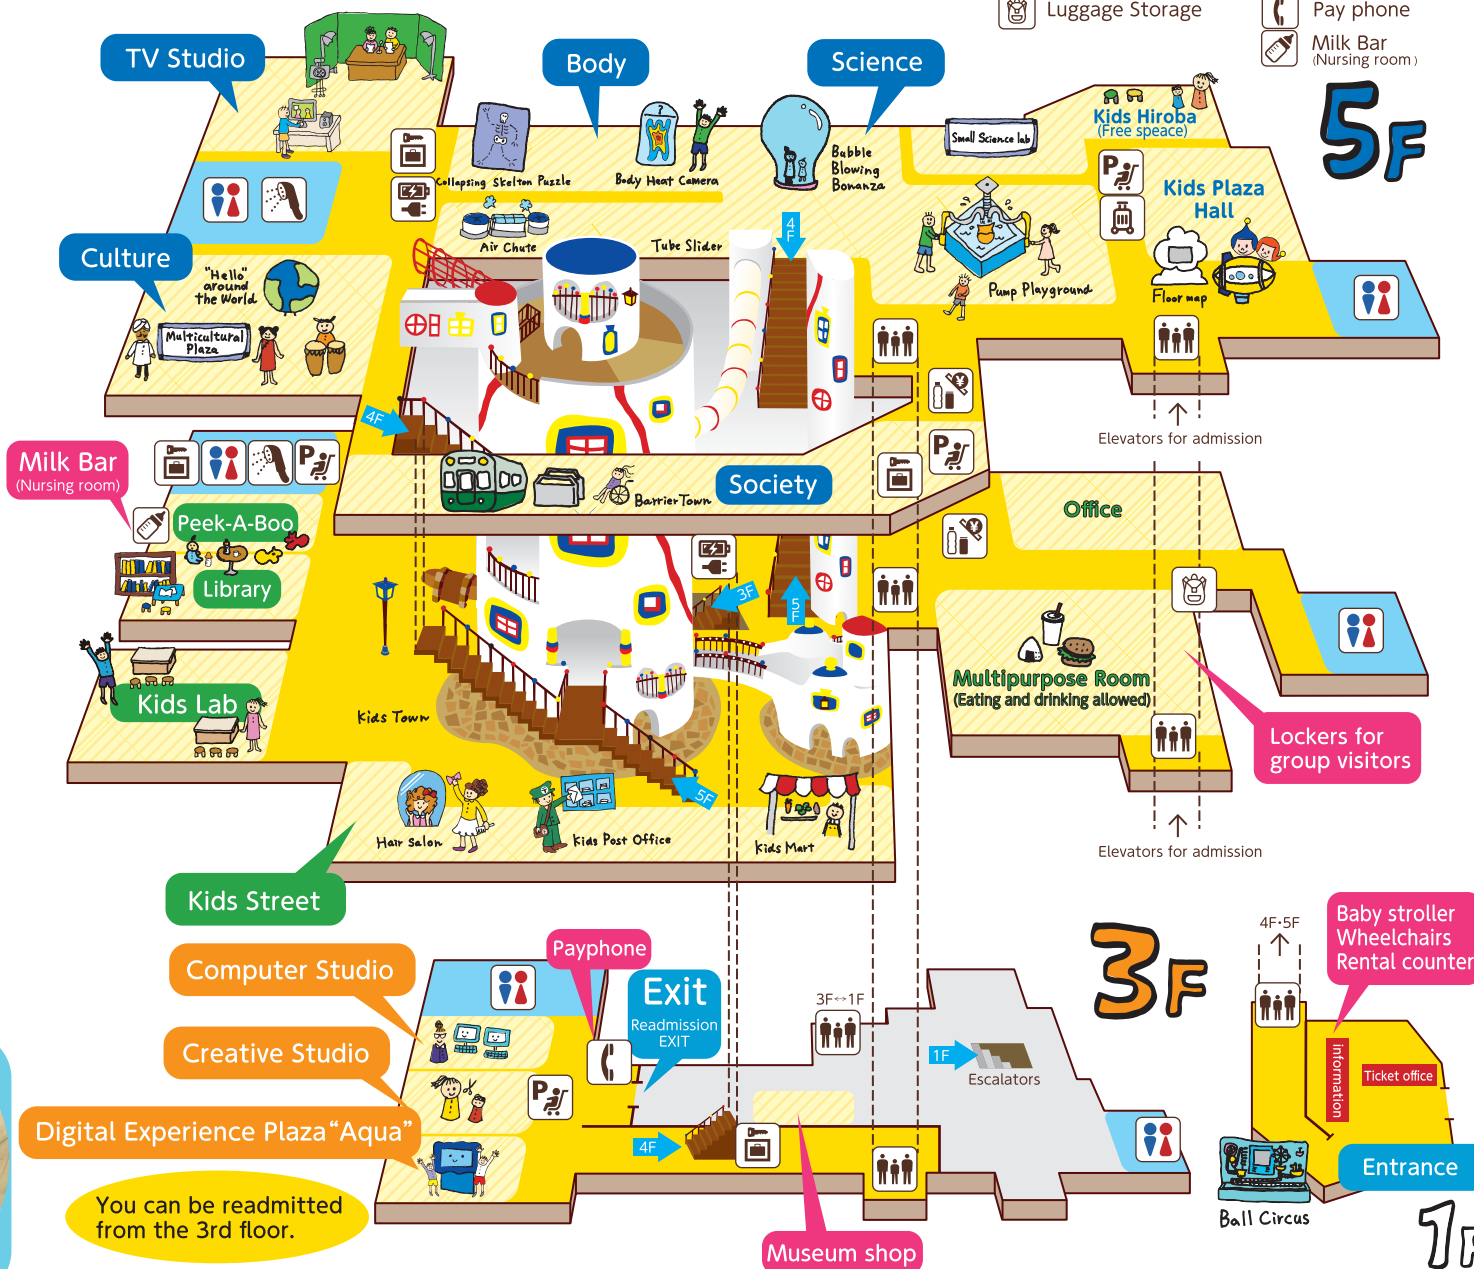 Luggage Storage
Pay phone
Milk Bar
(Nursing room)
5F
TV Studio
Body
Science
Kids Hiroba
(Free speace)
Small Science lab
Collapsing Skelton Puzzle
Body Heat Camera
Bubble
Blowing
Bonanza
P
Kids Plaza
Hall
Air Chute
Tube Slider
4F
Pump Playground
Floor map
Culture
"Hello"
around
the World
Multicultural
Plaza
4F
¥
Elevators for admission
P
Milk Bar
(Nursing room)
P
Society
Barrier Town
Office
¥
Peek-A-Boo
Library
3F
5F
Kids Lab
Kids Town
Multipurpose Room
(Eating and drinking allowed)
Lockers for
group visitors
5F
Hair salon
Kids Post Office
Kids Mart
Elevators for admission
Kids Street
Computer Studio
Payphone
Exit
Readmission
EXIT
3F↔1F
3F
4F·5F
Baby stroller
Wheelchairs
Rental counter
Creative Studio
P
1F
Escalators
information
Ticket office
Digital Experience Plaza “Aqua”
4F
Entrance
You can be readmitted
from the 3rd floor.
Ball Circus
Museum shop
1F